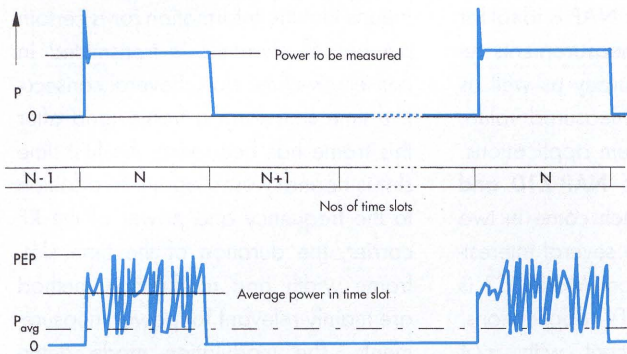 Power to be measured
P
0
N - 1 N N+1 N
Nos of time slots
PEP
Average power in time slot
Pavg
0